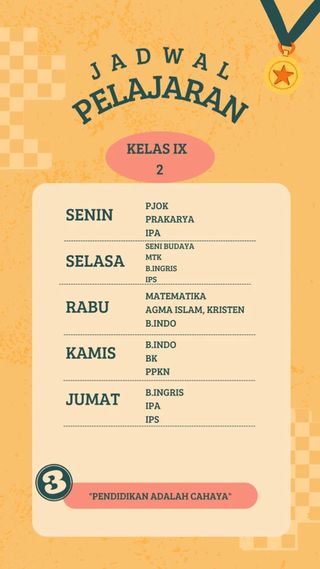 JADWAL
PELAJARAN
KELAS IX
2
SENIN
PJOK
PRAKARYA
IPA
SELASA
SENI BUDAYA
MTK
B.INGRIS
IPS
RABU
MATEMATIKA
AGMA ISLAM, KRISTEN
B.INDO
KAMIS
B.INDO
BK
PPKN
JUMAT
B.INGRIS
IPA
IPS
3
"PENDIDIKAN ADALAH CAHAYA"